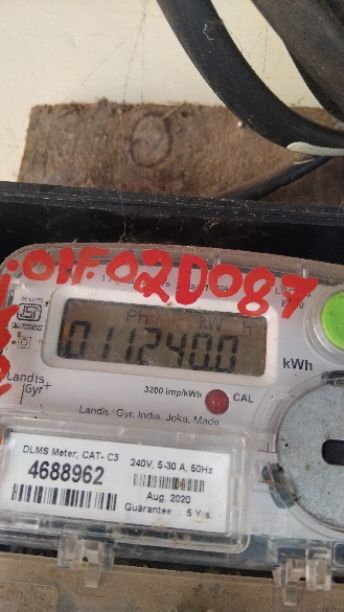 01F.02D087
Ph kW h
011240.0
kWh
3200 imp/kWh
CAL
Landis
Gyr+
Landis+Gyr, India, Joka, Made
DLMS Meter, CAT- C3
4688962
240V, 5-30 A, 50Hz
Aug, 2020
Guarantee : 5 Yrs.